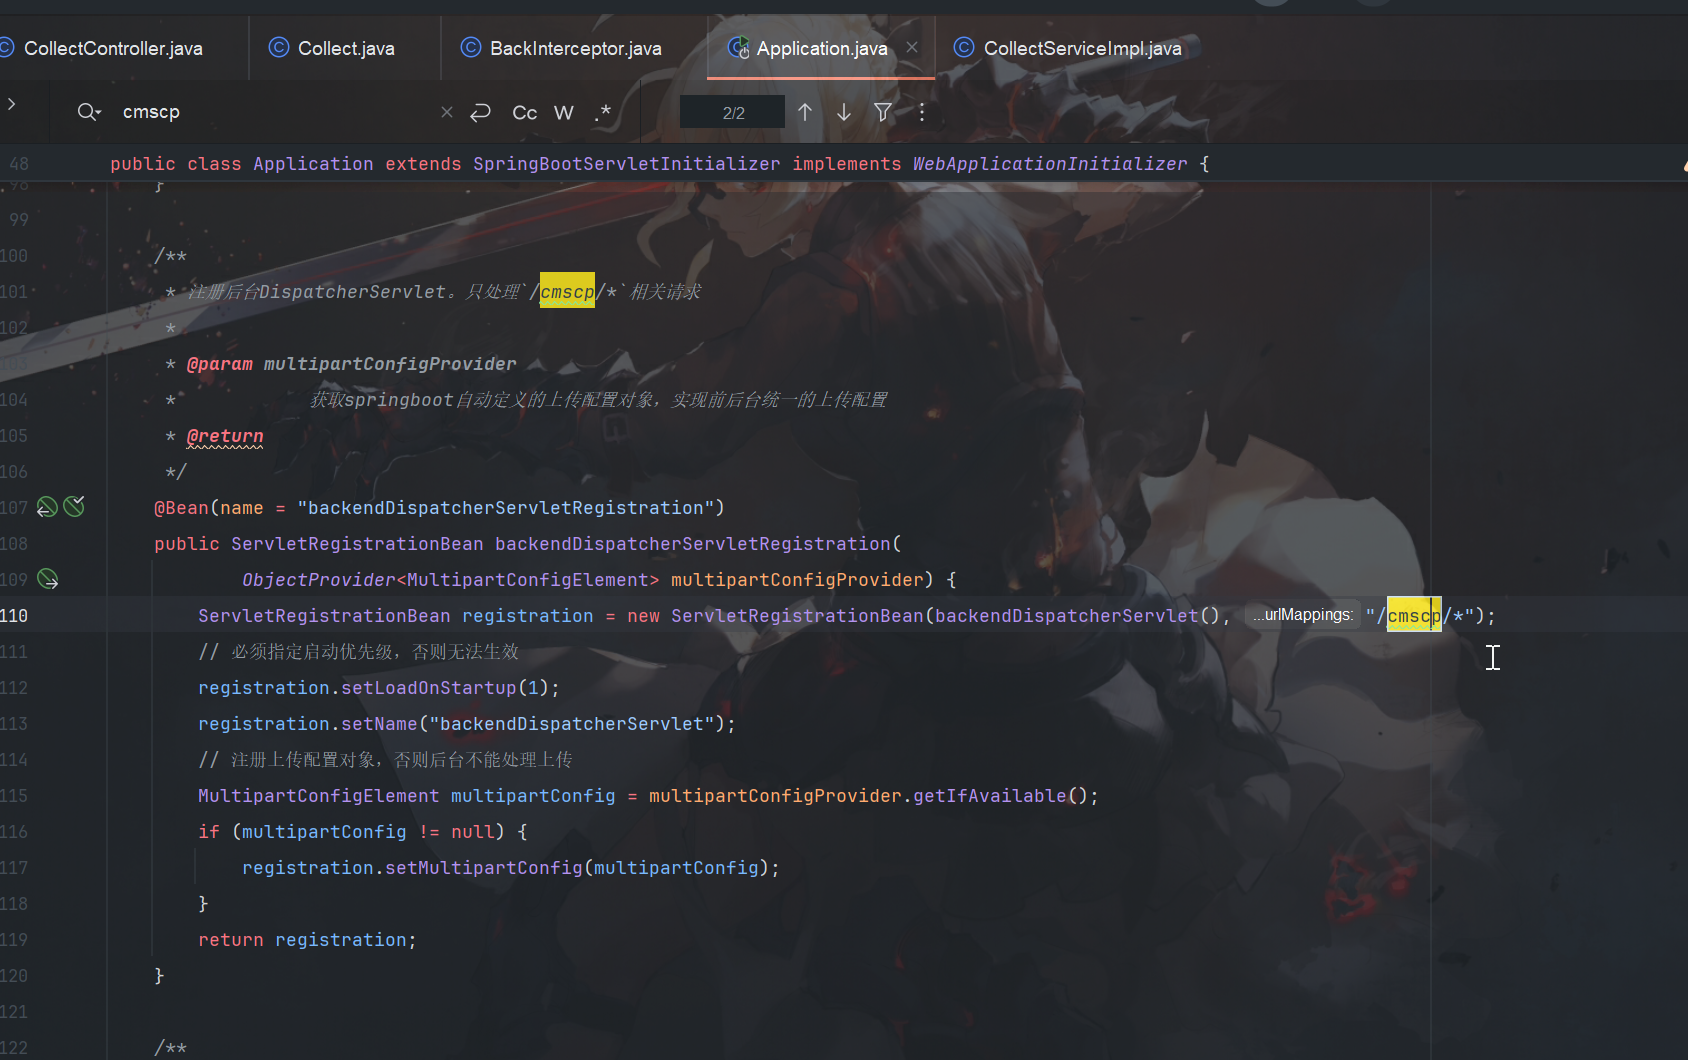 CollectController.java Collect.java BackInterceptor.java Application.java CollectServiceImpl.java
cmscp Cc W .* 2/2
48 public class Application extends SpringBootServletInitializer implements WebApplicationInitializer {
98 }
99
100 /**
101 * 注册后台DispatcherServlet。只处理`/cmscp/*`相关请求
102 *
103 * @param multipartConfigProvider
104 * 获取springboot自动定义的上传配置对象，实现前后台统一的上传配置
105 * @return
106 */
107 @Bean(name = "backendDispatcherServletRegistration")
108 public ServletRegistrationBean backendDispatcherServletRegistration(
109 ObjectProvider<MultipartConfigElement> multipartConfigProvider) {
110 ServletRegistrationBean registration = new ServletRegistrationBean(backendDispatcherServlet(), ...urlMappings: "/cmscp/*");
111 // 必须指定启动优先级，否则无法生效
112 registration.setLoadOnStartup(1);
113 registration.setName("backendDispatcherServlet");
114 // 注册上传配置对象，否则后台不能处理上传
115 MultipartConfigElement multipartConfig = multipartConfigProvider.getIfAvailable();
116 if (multipartConfig != null) {
117 registration.setMultipartConfig(multipartConfig);
118 }
119 return registration;
120 }
121
122 /**